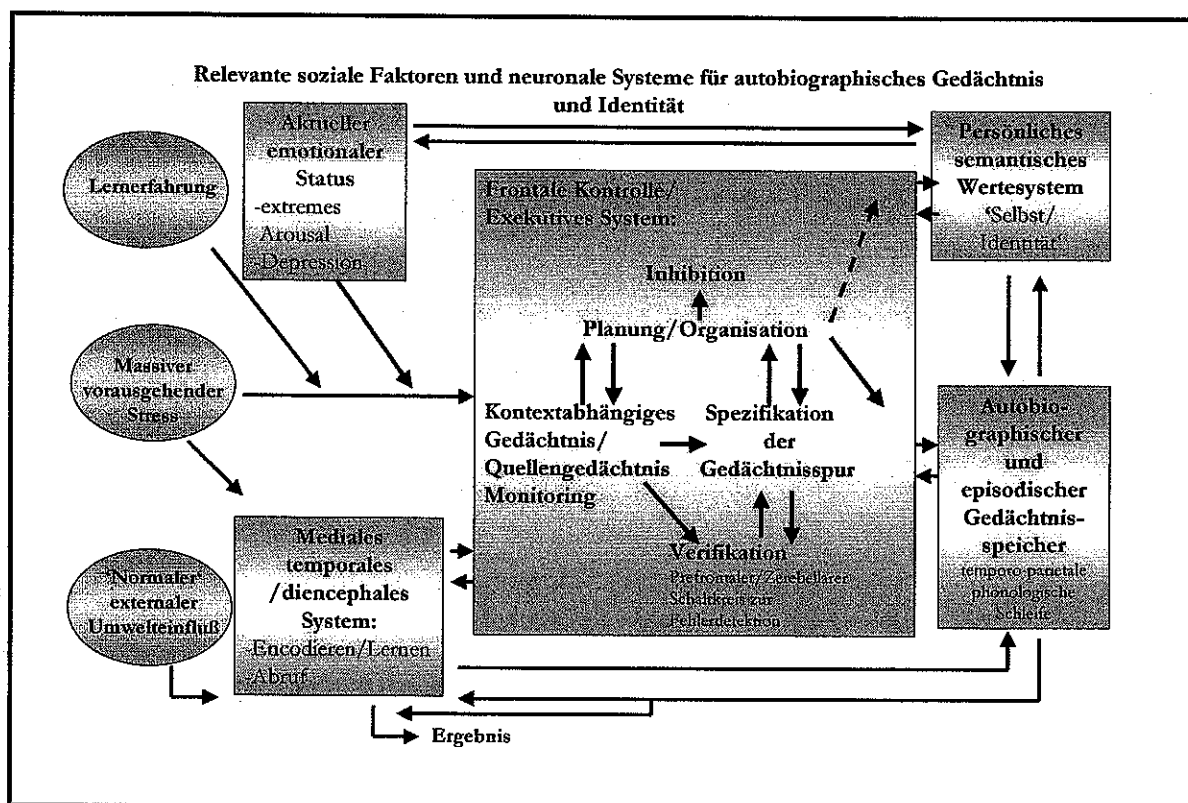 Relevante soziale Faktoren und neuronale Systeme für autobiographisches Gedächtnis
und Identität
Lernerfahrung
Aktueller
emotionaler
Status
-extremes
Arousal
-Depression
Massiver
vorausgehender
Stress
'Normaler'
externaler
Umwelteinfluß
Mediales
temporales
/diencephales
System:
-Encodieren/Lernen
-Abruf
Frontale Kontrolle/
Exekutives System:
Inhibition
Planung/Organisation
Kontextabhängiges
Gedächtnis/
Quellengedächtnis
Monitoring
Spezifikation
der
Gedächtnisspur
Verifikation
Präfrontaler/Zerebellärer
Schaltkreis zur
Fehlerdetektion
Persönliches
semantisches
Wertesystem
'Selbst/
Identität'
Autobio-
graphischer
und
episodischer
Gedächtnis-
speicher
temporo-parietale
phonologische
Schleife
Ergebnis